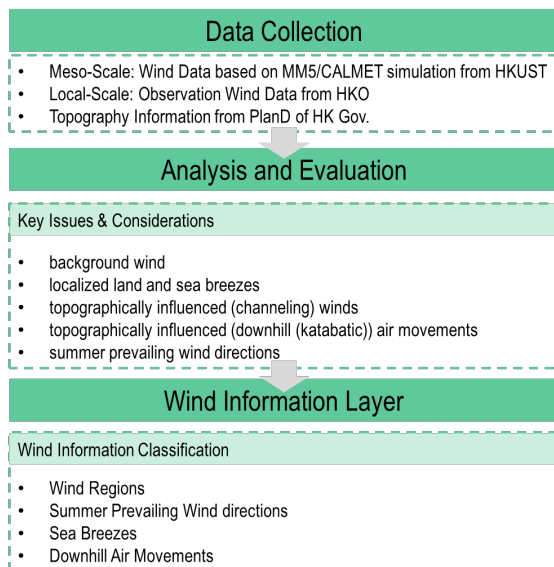 Data Collection
• Meso-Scale: Wind Data based on MM5/CALMET simulation from HKUST
• Local-Scale: Observation Wind Data from HKO
• Topography Information from PlanD of HK Gov.
Analysis and Evaluation
Key Issues & Considerations
• background wind
• localized land and sea breezes
• topographically influenced (channeling) winds
• topographically influenced (downhill (katabatic)) air movements
• summer prevailing wind directions
Wind Information Layer
Wind Information Classification
• Wind Regions
• Summer Prevailing Wind directions
• Sea Breezes
• Downhill Air Movements